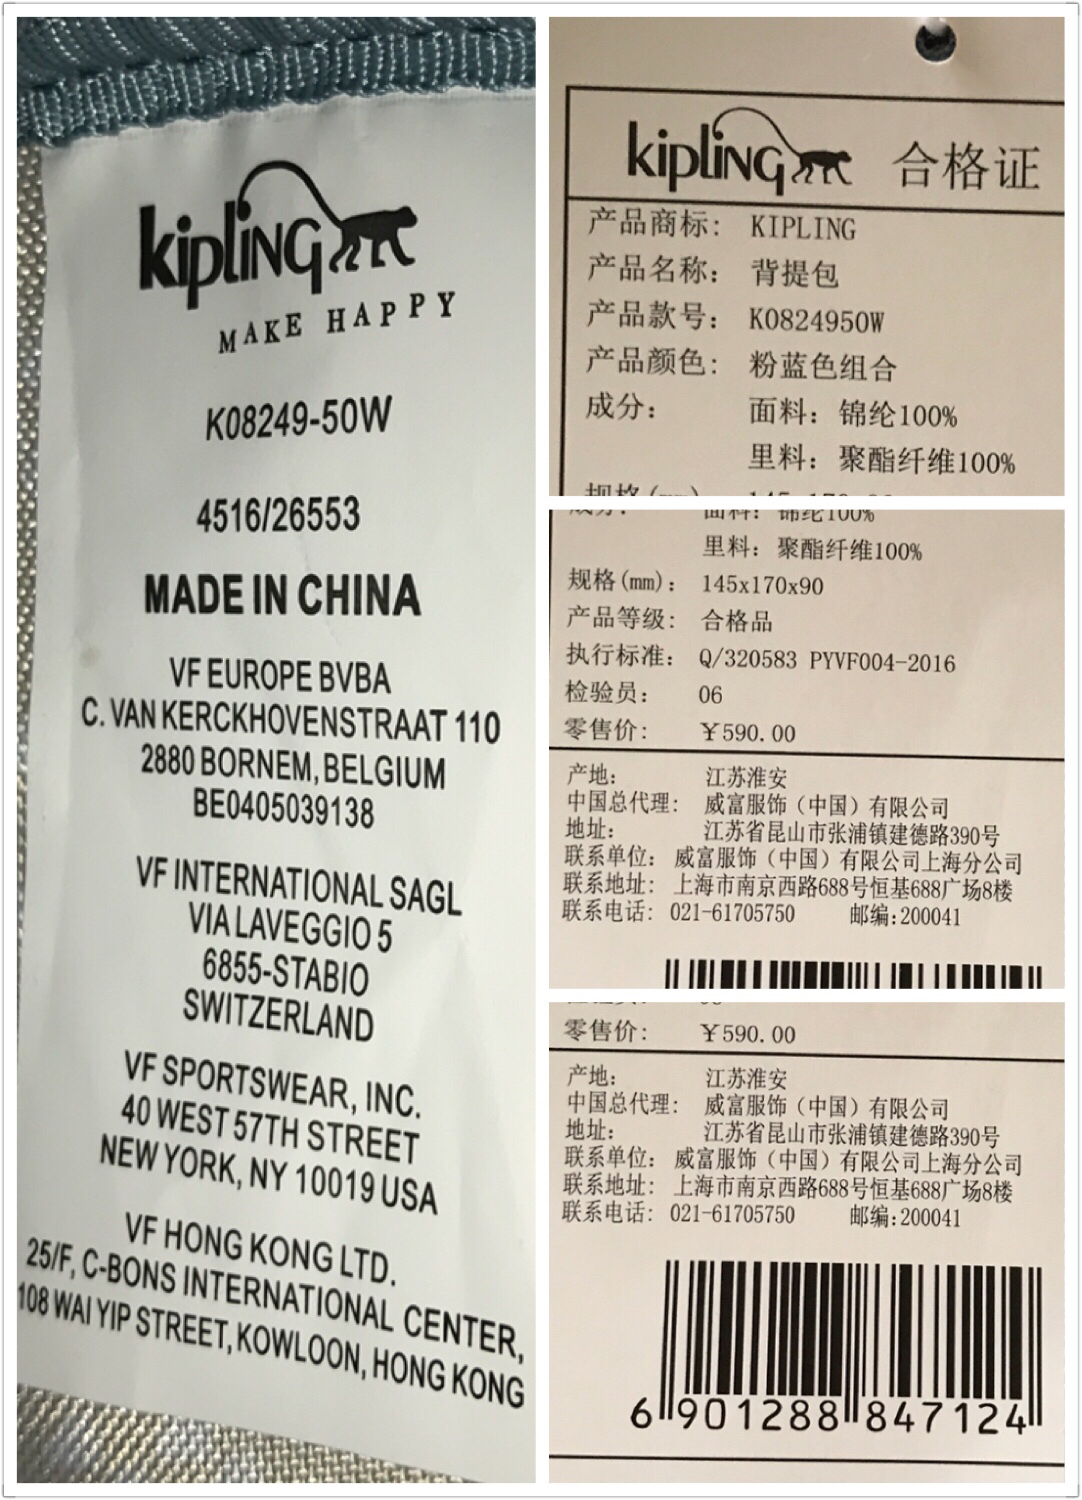 kipling
MAKE HAPPY
K08249-50W
4516/26553
MADE IN CHINA
VF EUROPE BVBA
C. VAN KERCKHOVENSTRAAT 110
2880 BORNEM, BELGIUM
BE0405039138
VF INTERNATIONAL SAGL
VIA LAVEGGIO 5
6855-STABIO
SWITZERLAND
VF SPORTSWEAR, INC.
40 WEST 57TH STREET
NEW YORK, NY 10019 USA
VF HONG KONG LTD.
25/F, C-BONS INTERNATIONAL CENTER,
108 WAI YIP STREET, KOWLOON, HONG KONG
kipling 合格证
产品商标: KIPLING
产品名称: 背提包
产品款号: K0824950W
产品颜色: 粉蓝色组合
成分: 面料: 锦纶100%
里料: 聚酯纤维100%
规格(mm)
成分: 面料: 锦纶100%
里料: 聚酯纤维100%
规格(mm): 145x170x90
产品等级: 合格品
执行标准: Q/320583 PYVF004-2016
检验员: 06
零售价: ¥590.00
产地: 江苏淮安
中国总代理: 威富服饰（中国）有限公司
地址: 江苏省昆山市张浦镇建德路390号
联系单位: 威富服饰（中国）有限公司上海分公司
联系地址: 上海市南京西路688号恒基688广场8楼
联系电话: 021-61705750 邮编:200041
零售价: ¥590.00
产地: 江苏淮安
中国总代理: 威富服饰（中国）有限公司
地址: 江苏省昆山市张浦镇建德路390号
联系单位: 威富服饰（中国）有限公司上海分公司
联系地址: 上海市南京西路688号恒基688广场8楼
联系电话: 021-61705750 邮编:200041
6 901288 847124